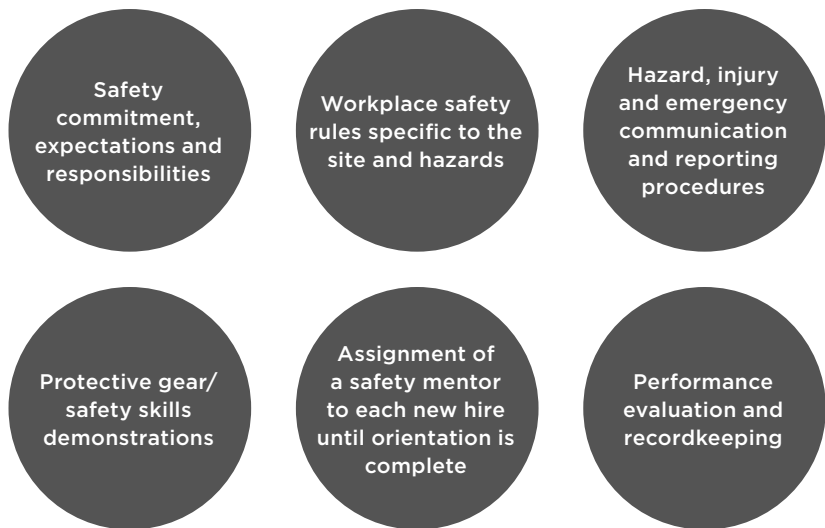 Safety
commitment,
expectations and
responsibilities
Workplace safety
rules specific to the
site and hazards
Hazard, injury
and emergency
communication
and reporting
procedures
Protective gear/
safety skills
demonstrations
Assignment of
a safety mentor
to each new hire
until orientation is
complete
Performance
evaluation and
recordkeeping